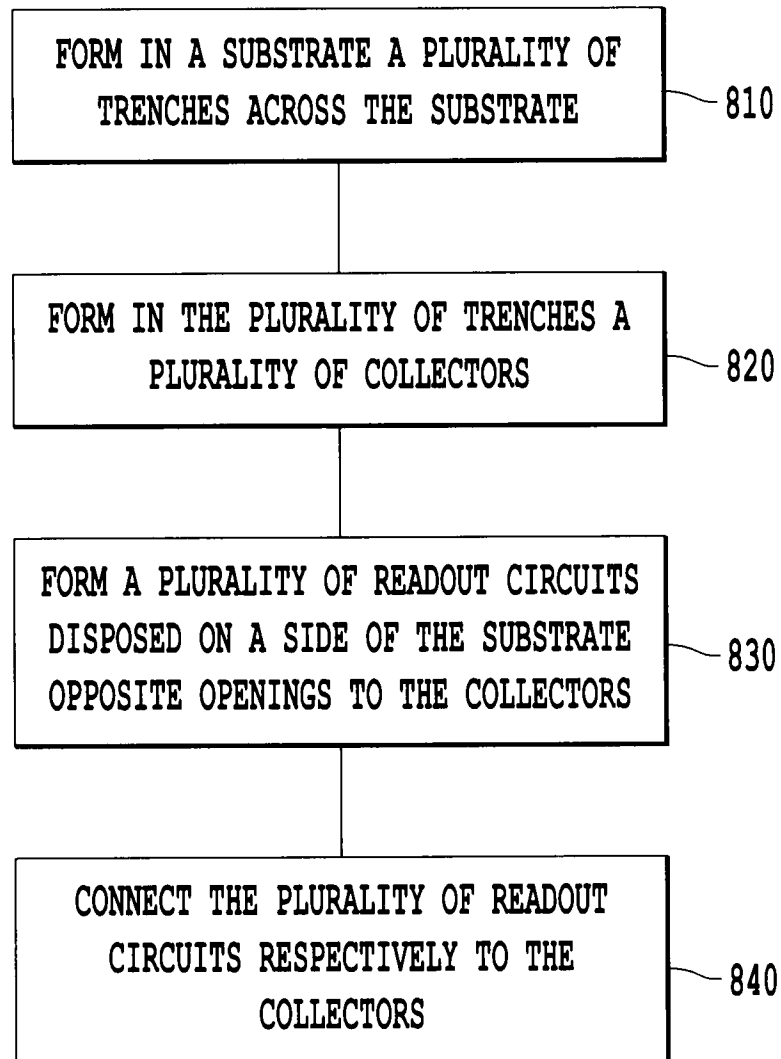 FORM IN A SUBSTRATE A PLURALITY OF
TRENCHES ACROSS THE SUBSTRATE
810
FORM IN THE PLURALITY OF TRENCHES A
PLURALITY OF COLLECTORS
820
FORM A PLURALITY OF READOUT CIRCUITS
DISPOSED ON A SIDE OF THE SUBSTRATE
OPPOSITE OPENINGS TO THE COLLECTORS
830
CONNECT THE PLURALITY OF READOUT
CIRCUITS RESPECTIVELY TO THE
COLLECTORS
840